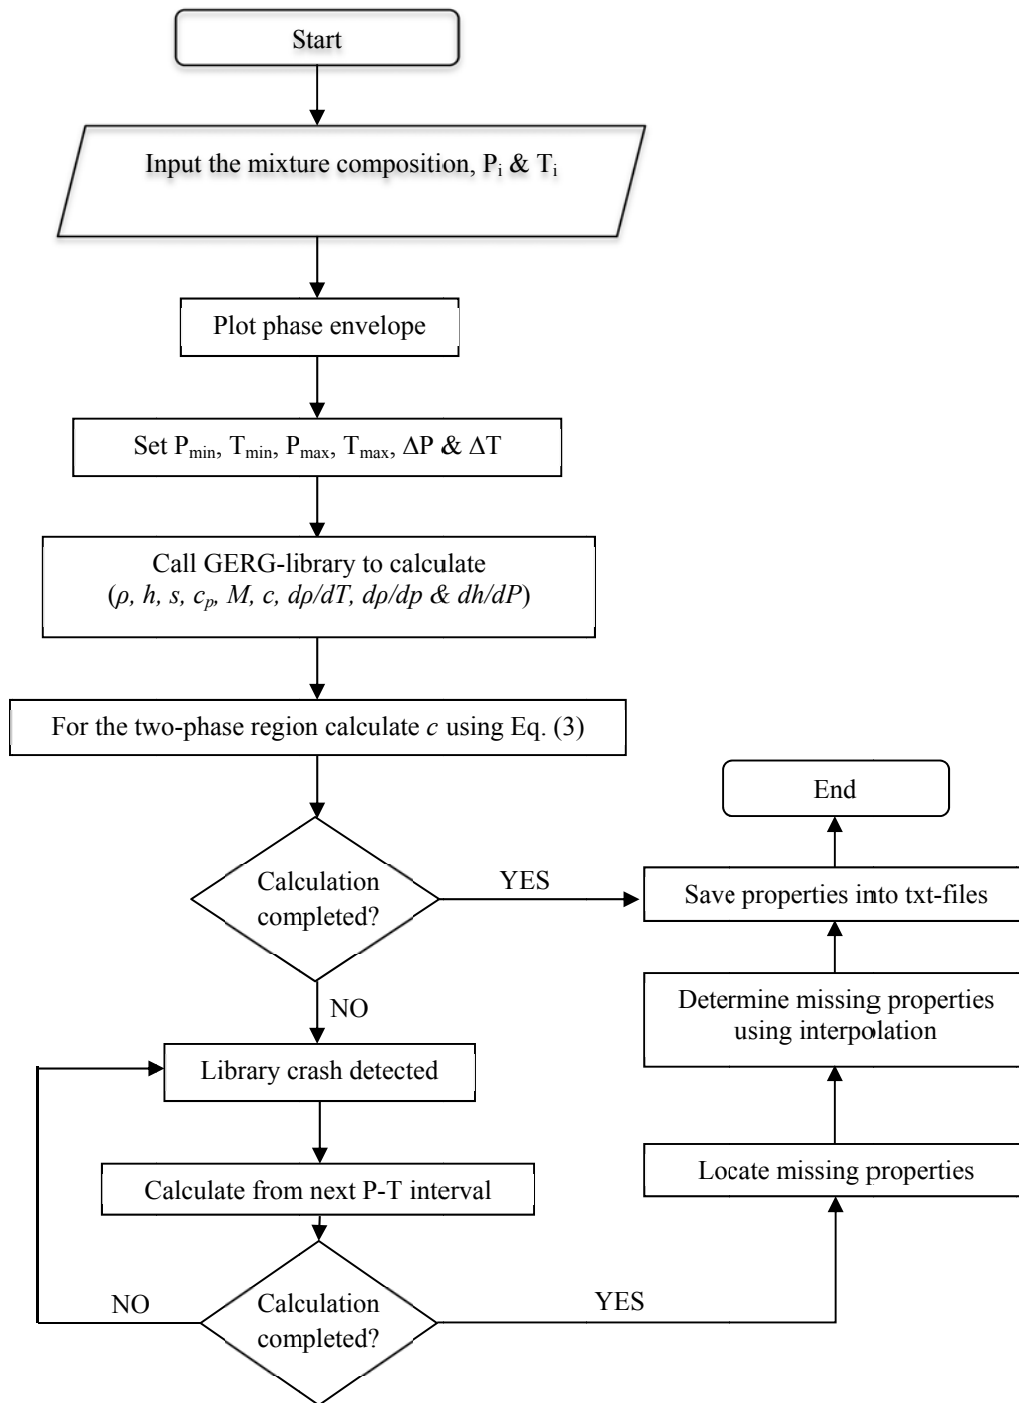 Start
Input the mixture composition, Pi & Ti
Plot phase envelope
Set Pmin, Tmin, Pmax, Tmax, ΔP & ΔT
Call GERG-library to calculate
(ρ, h, s, cp, M, c, dρ/dT, dρ/dp & dh/dP)
For the two-phase region calculate c using Eq. (3)
Calculation
completed?
YES
NO
Library crash detected
Calculate from next P-T interval
Calculation
completed?
NO
YES
Locate missing properties
Determine missing properties
using interpolation
Save properties into txt-files
End